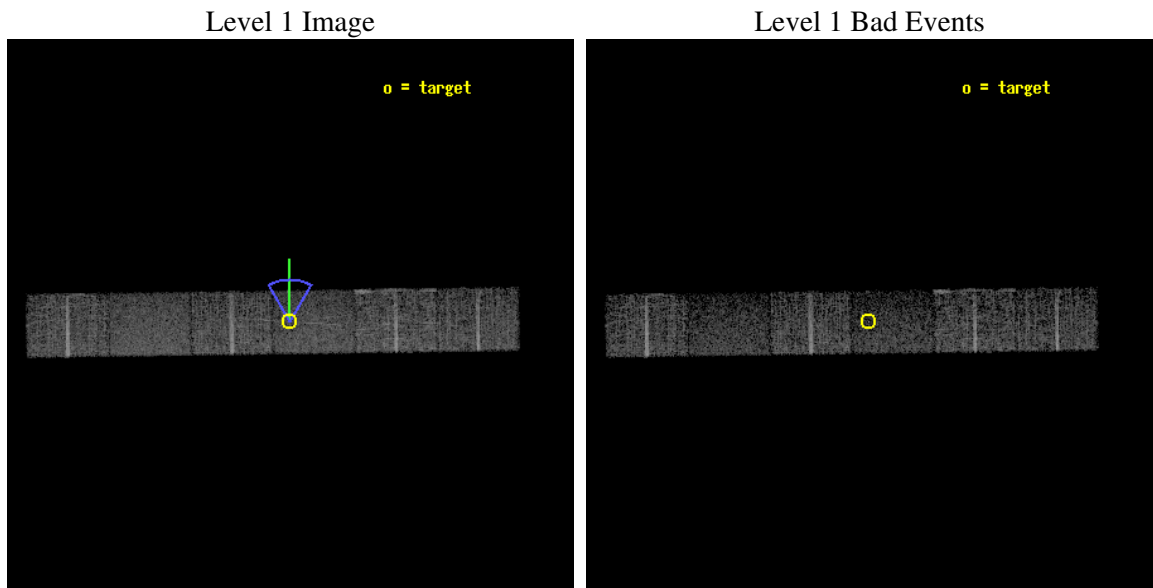 Level 1 Image
Level 1 Bad Events
o = target
o = target